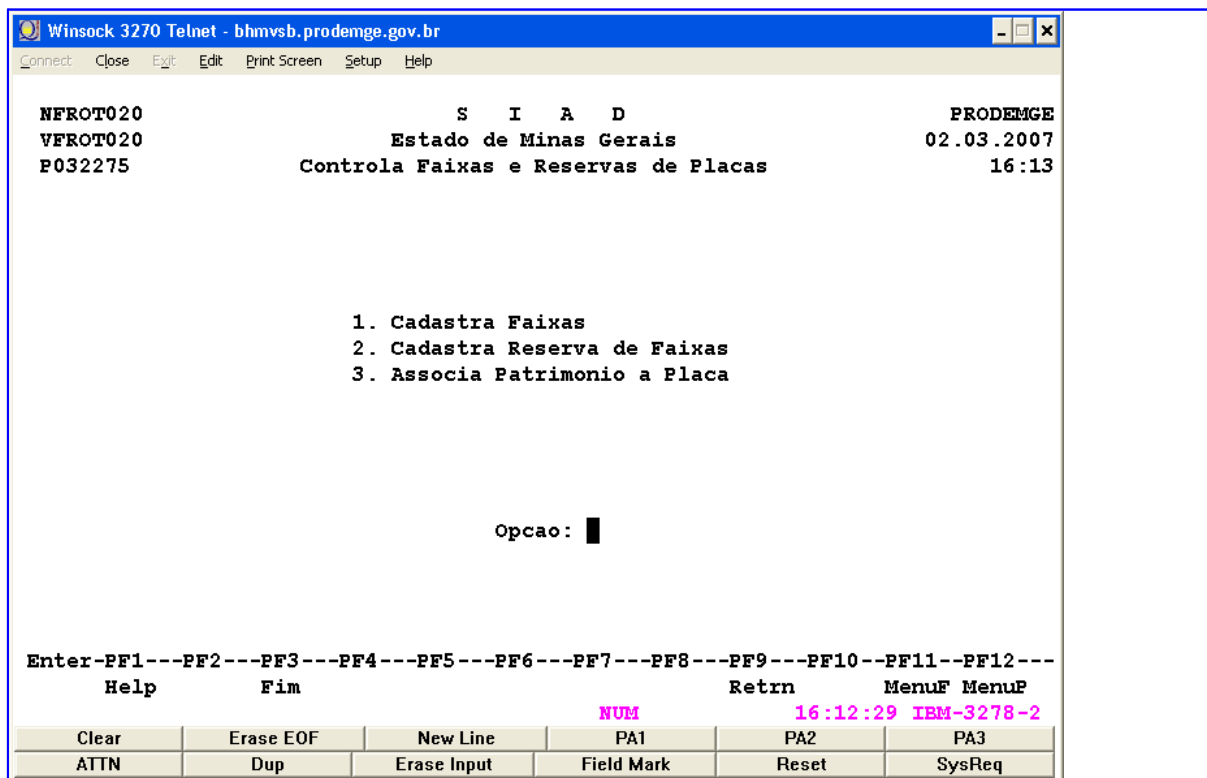 Winsock 3270 Telnet - bhmvsb.prodemge.gov.br
Connect Close Exit Edit Print Screen Setup Help
NFROT020 S I A D PRODEMGE
VFROT020 Estado de Minas Gerais 02.03.2007
P032275 Controla Faixas e Reservas de Placas 16:13
1. Cadastra Faixas
2. Cadastra Reserva de Faixas
3. Associa Patrimonio a Placa
Opcao:
Enter-PF1---PF2---PF3---PF4---PF5---PF6---PF7---PF8---PF9---PF10--PF11--PF12---
Help Fim Retrn MenuF MenuP
NUM 16:12:29 IBM-3278-2
Clear Erase EOF New Line PA1 PA2 PA3
ATTN Dup Erase Input Field Mark Reset SysReq